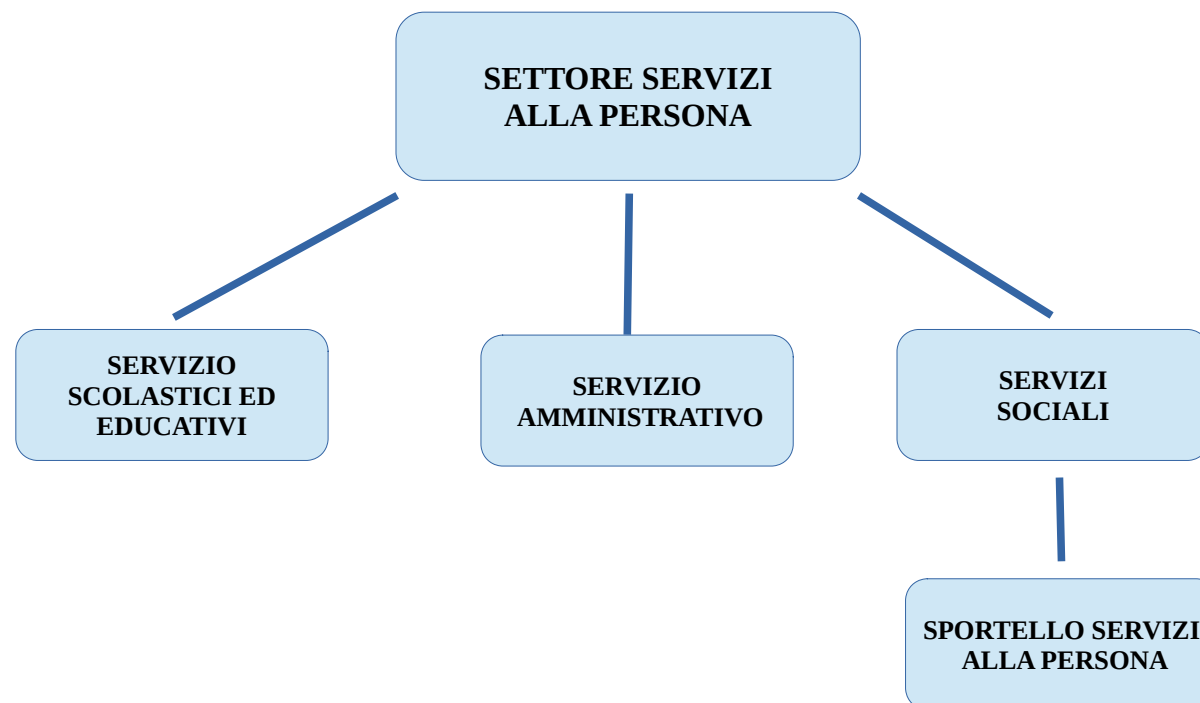 SETTORE SERVIZI
ALLA PERSONA
SERVIZIO
SCOLASTICI ED
EDUCATIVI
SERVIZIO
AMMINISTRATIVO
SERVIZI
SOCIALI
SPORTELLO SERVIZI
ALLA PERSONA